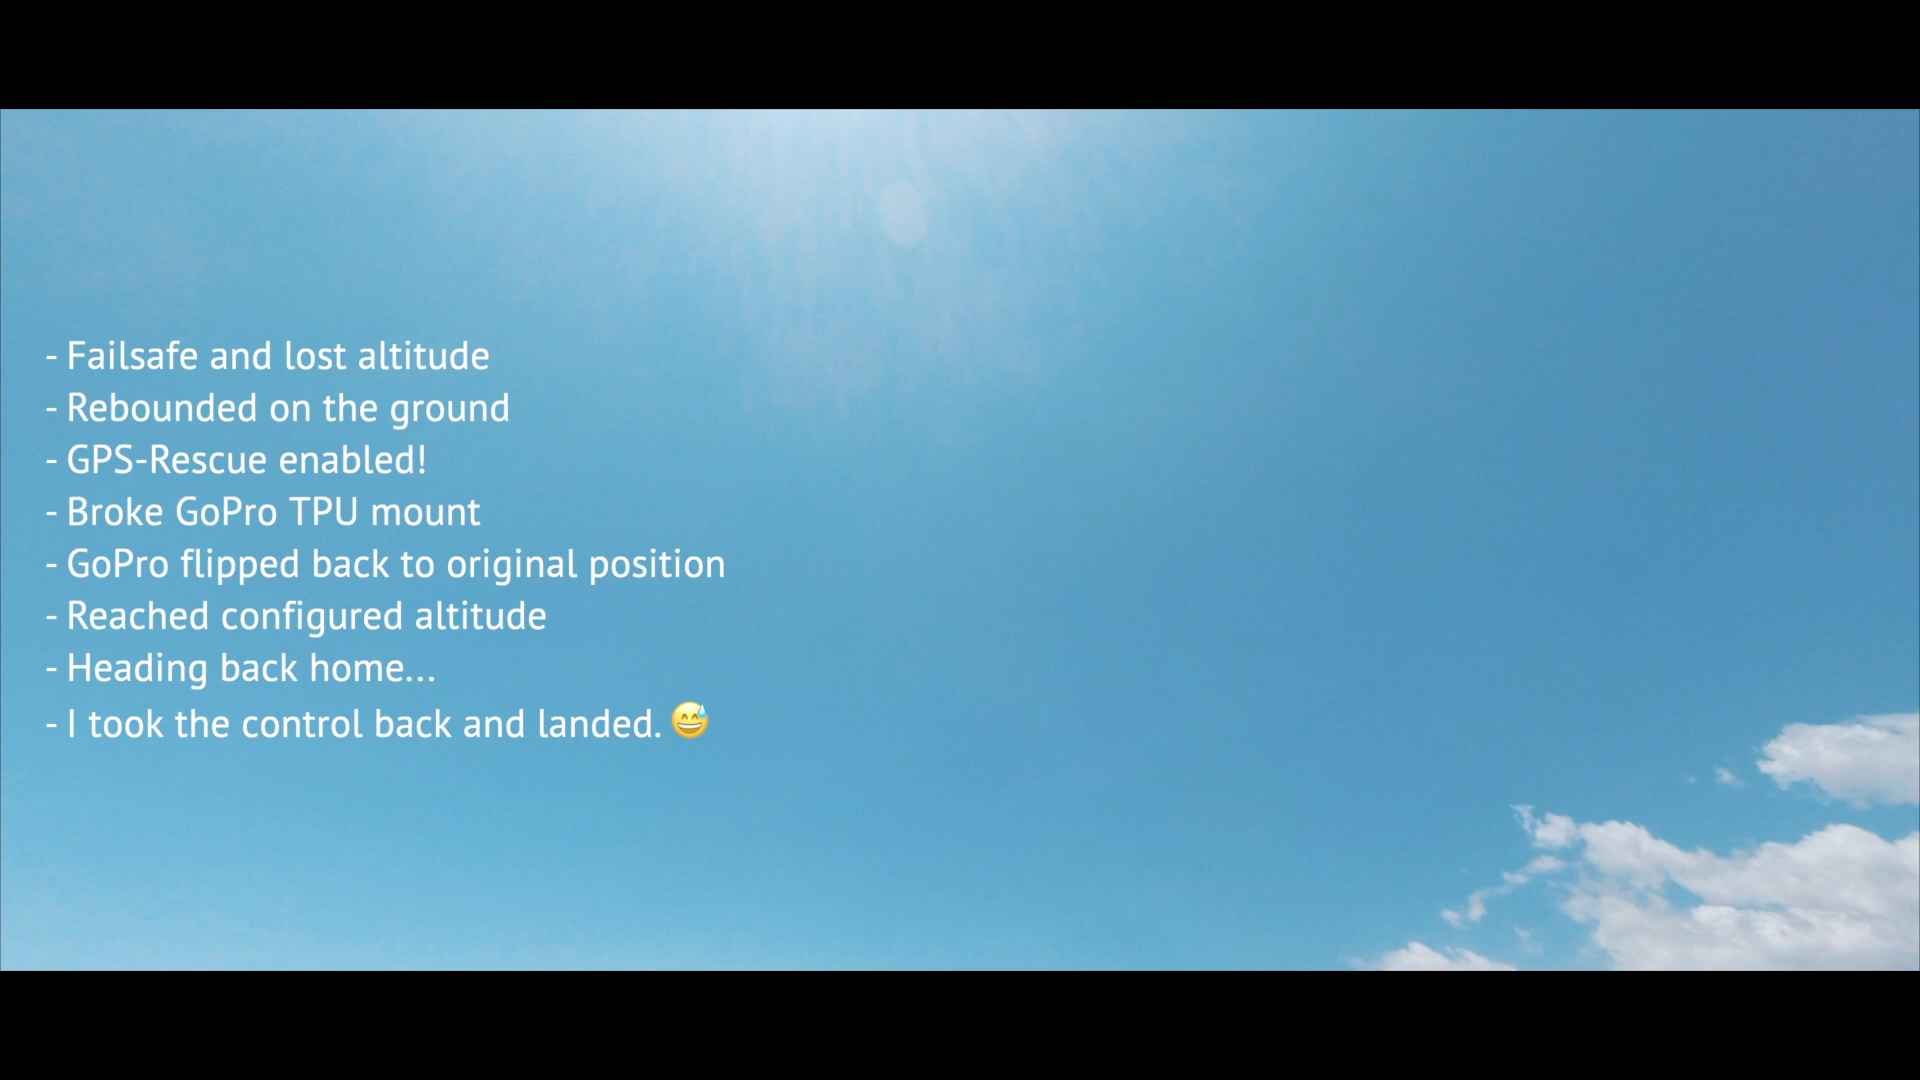 - Failsafe and lost altitude
- Rebounded on the ground
- GPS-Rescue enabled!
- Broke GoPro TPU mount
- GoPro flipped back to original position
- Reached configured altitude
- Heading back home...
- I took the control back and landed. 😅